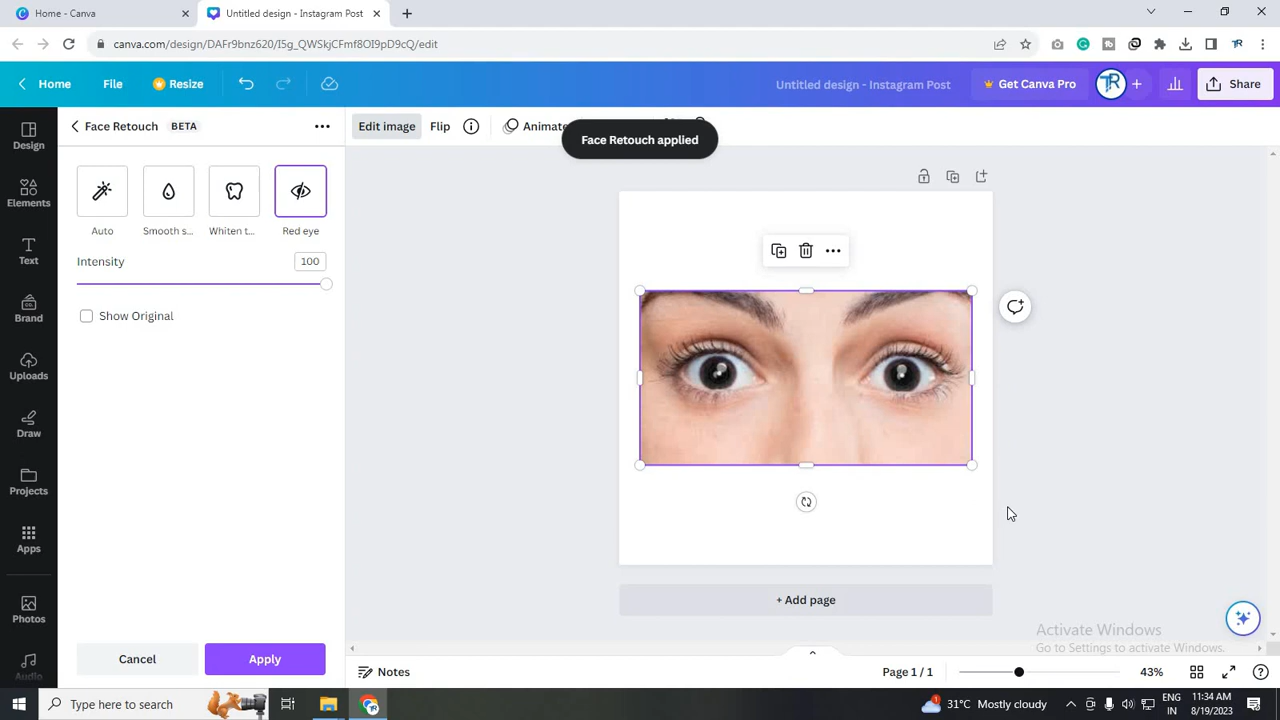 Home - Canva
Untitled design - Instagram Post
canva.com/design/DAFr9bnz620/I5g_QWSkjCFmf8OI9pD9cQ/edit
Home File Resize
Untitled design - Instagram Post
Get Canva Pro
TR
Share
Face Retouch BETA
Edit image Flip Animate
Face Retouch applied
Design
Elements
Text
Brand
Uploads
Draw
Projects
Apps
Photos
Audio
Auto Smooth s... Whiten t... Red eye
Intensity 100
Show Original
Cancel Apply
+ Add page
Activate Windows
Go to Settings to activate Windows.
Notes
Page 1 / 1
43%
Type here to search
31°C Mostly cloudy
ENG
IN
11:34 AM
8/19/2023